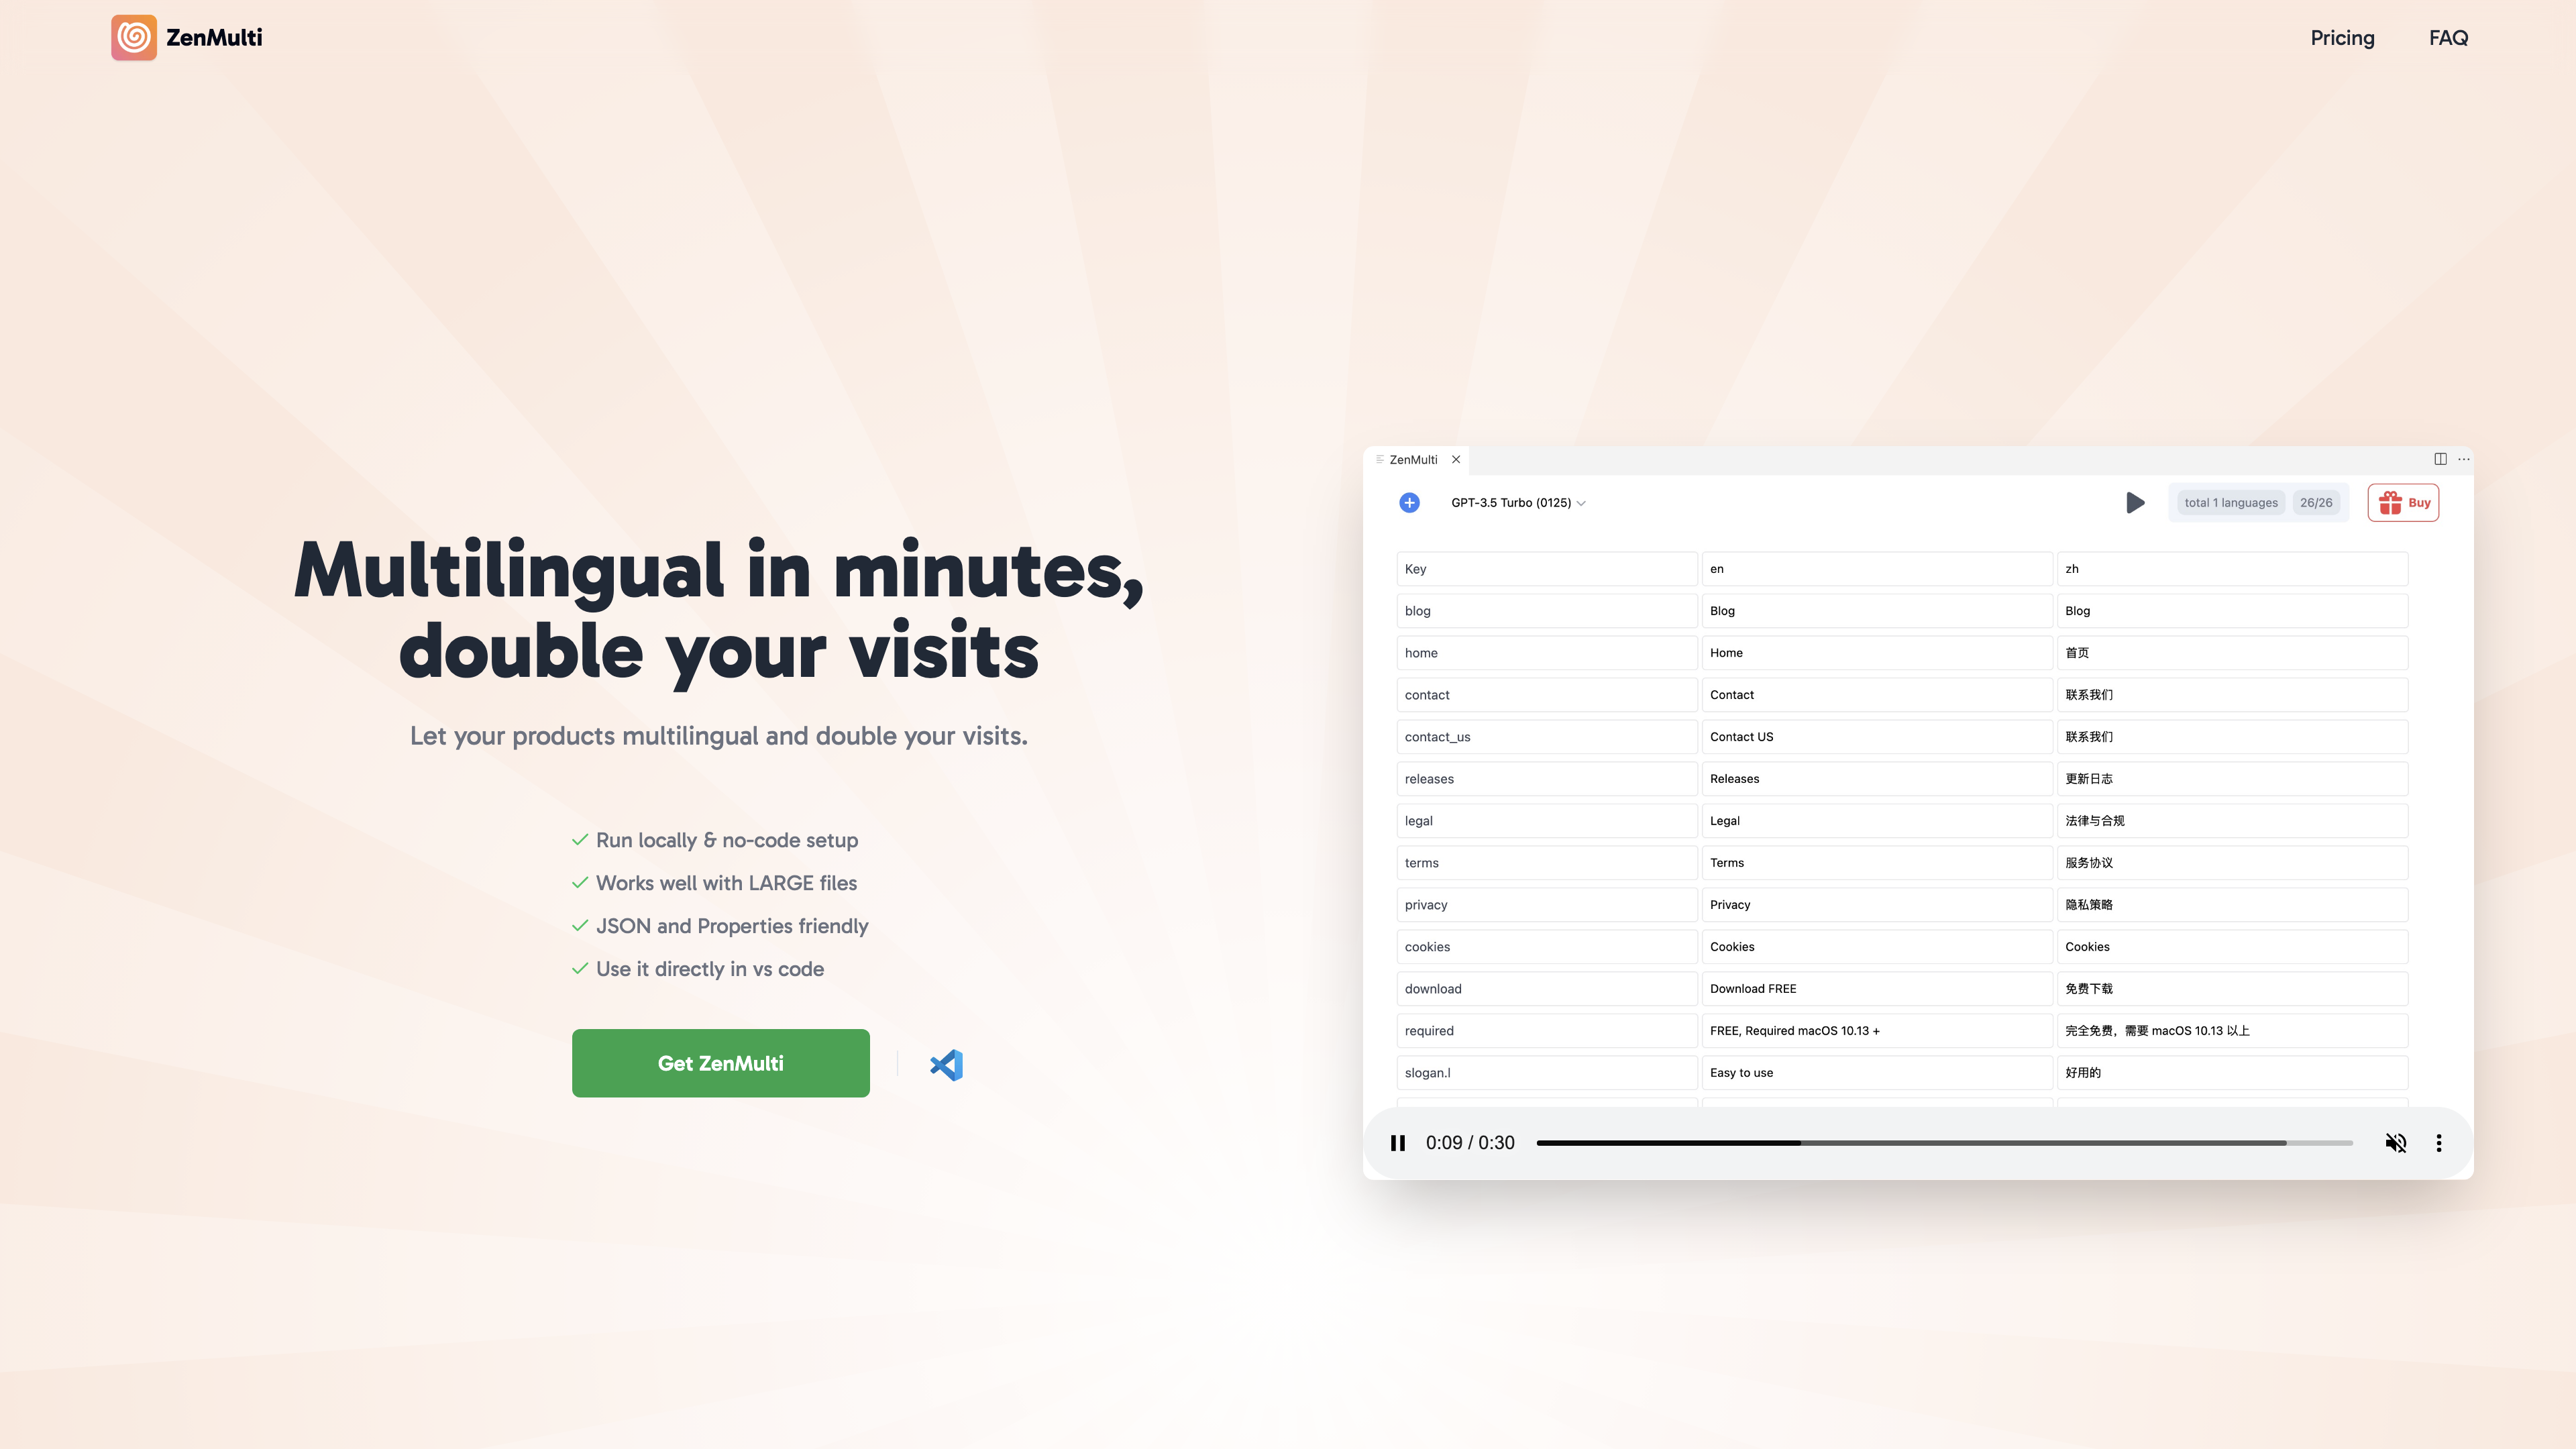 ZenMulti
Pricing
FAQ
Multilingual in minutes,
double your visits
Let your products multilingual and double your visits.
Run locally & no-code setup
Works well with LARGE files
JSON and Properties friendly
Use it directly in vs code
Get ZenMulti
ZenMulti
GPT-3.5 Turbo (0125)
total 1 languages 26/26 Buy
Key en zh
blog Blog Blog
home Home 首页
contact Contact 联系我们
contact_us Contact US 联系我们
releases Releases 更新日志
legal Legal 法律与合规
terms Terms 服务协议
privacy Privacy 隐私策略
cookies Cookies Cookies
download Download FREE 免费下载
required FREE, Required macOS 10.13 + 完全免费，需要 macOS 10.13 以上
slogan.l Easy to use 好用的
0:09 / 0:30